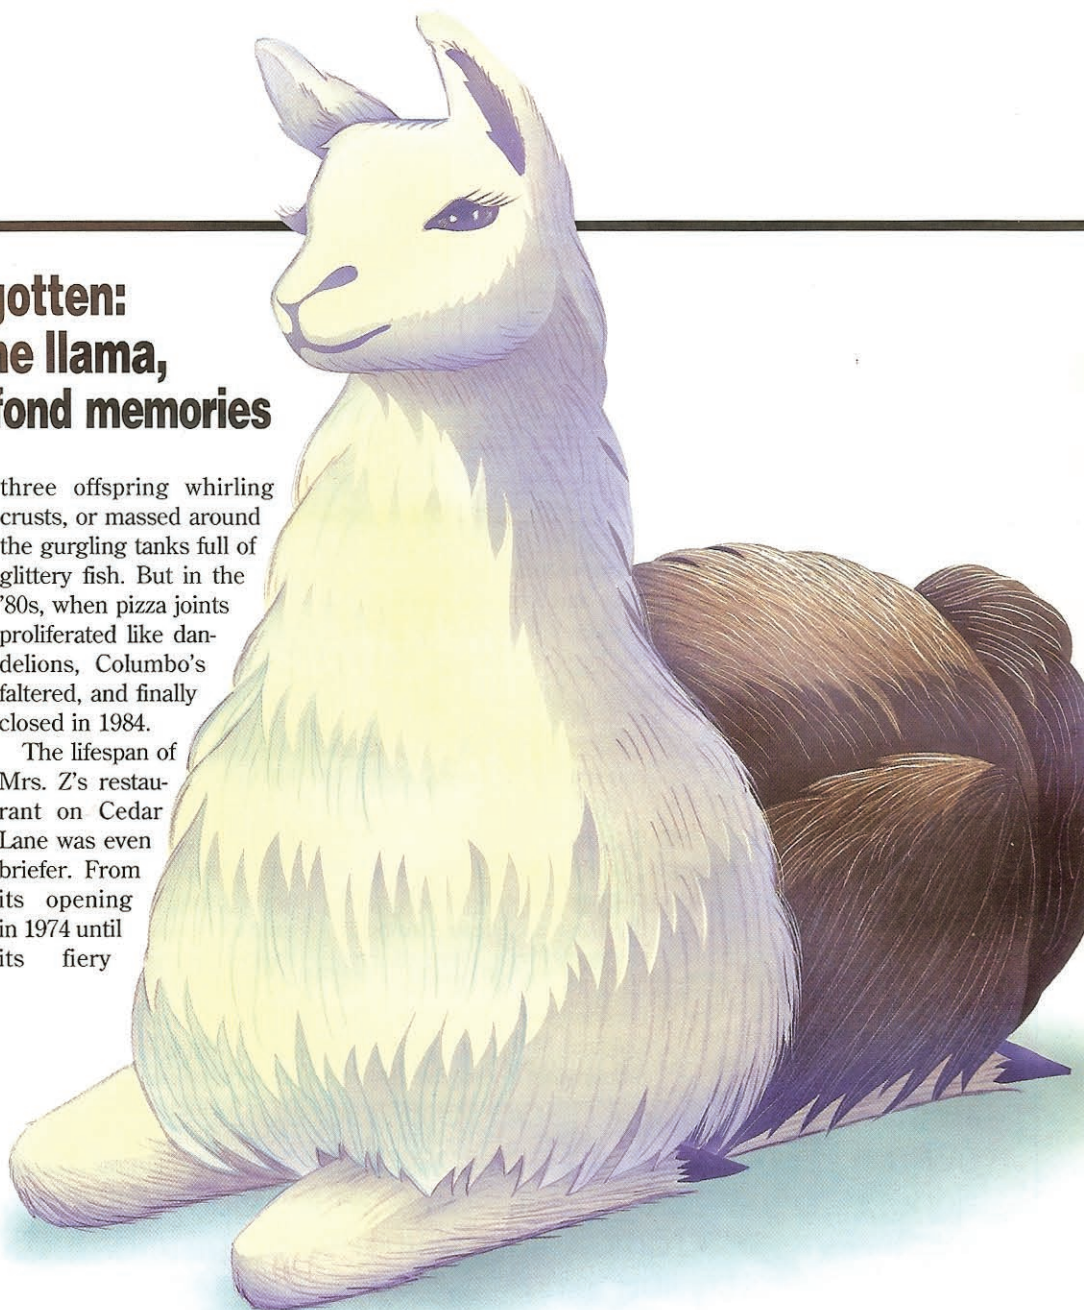 gotten:
ne llama,
fond memories
three offspring whirling
crusts, or massed around
the gurgling tanks full of
glittery fish. But in the
’80s, when pizza joints
proliferated like dan-
delions, Columbo’s
faltered, and finally
closed in 1984.
The lifespan of
Mrs. Z’s restau-
rant on Cedar
Lane was even
briefer. From
its opening
in 1974 until
its fiery